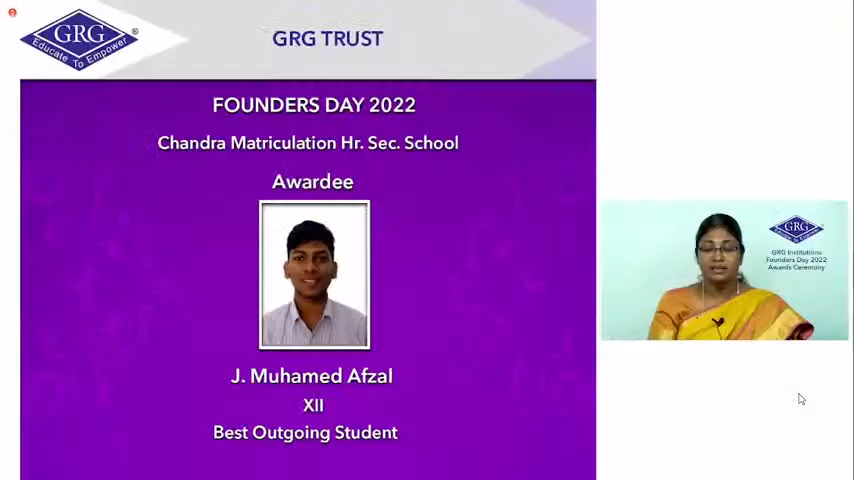 GRG
Educate To Empower
®
GRG TRUST
FOUNDERS DAY 2022
Chandra Matriculation Hr. Sec. School
Awardee
J. Muhamed Afzal
XII
Best Outgoing Student
GRG
GRG Institutions
Founders Day 2022
Awards Ceremony